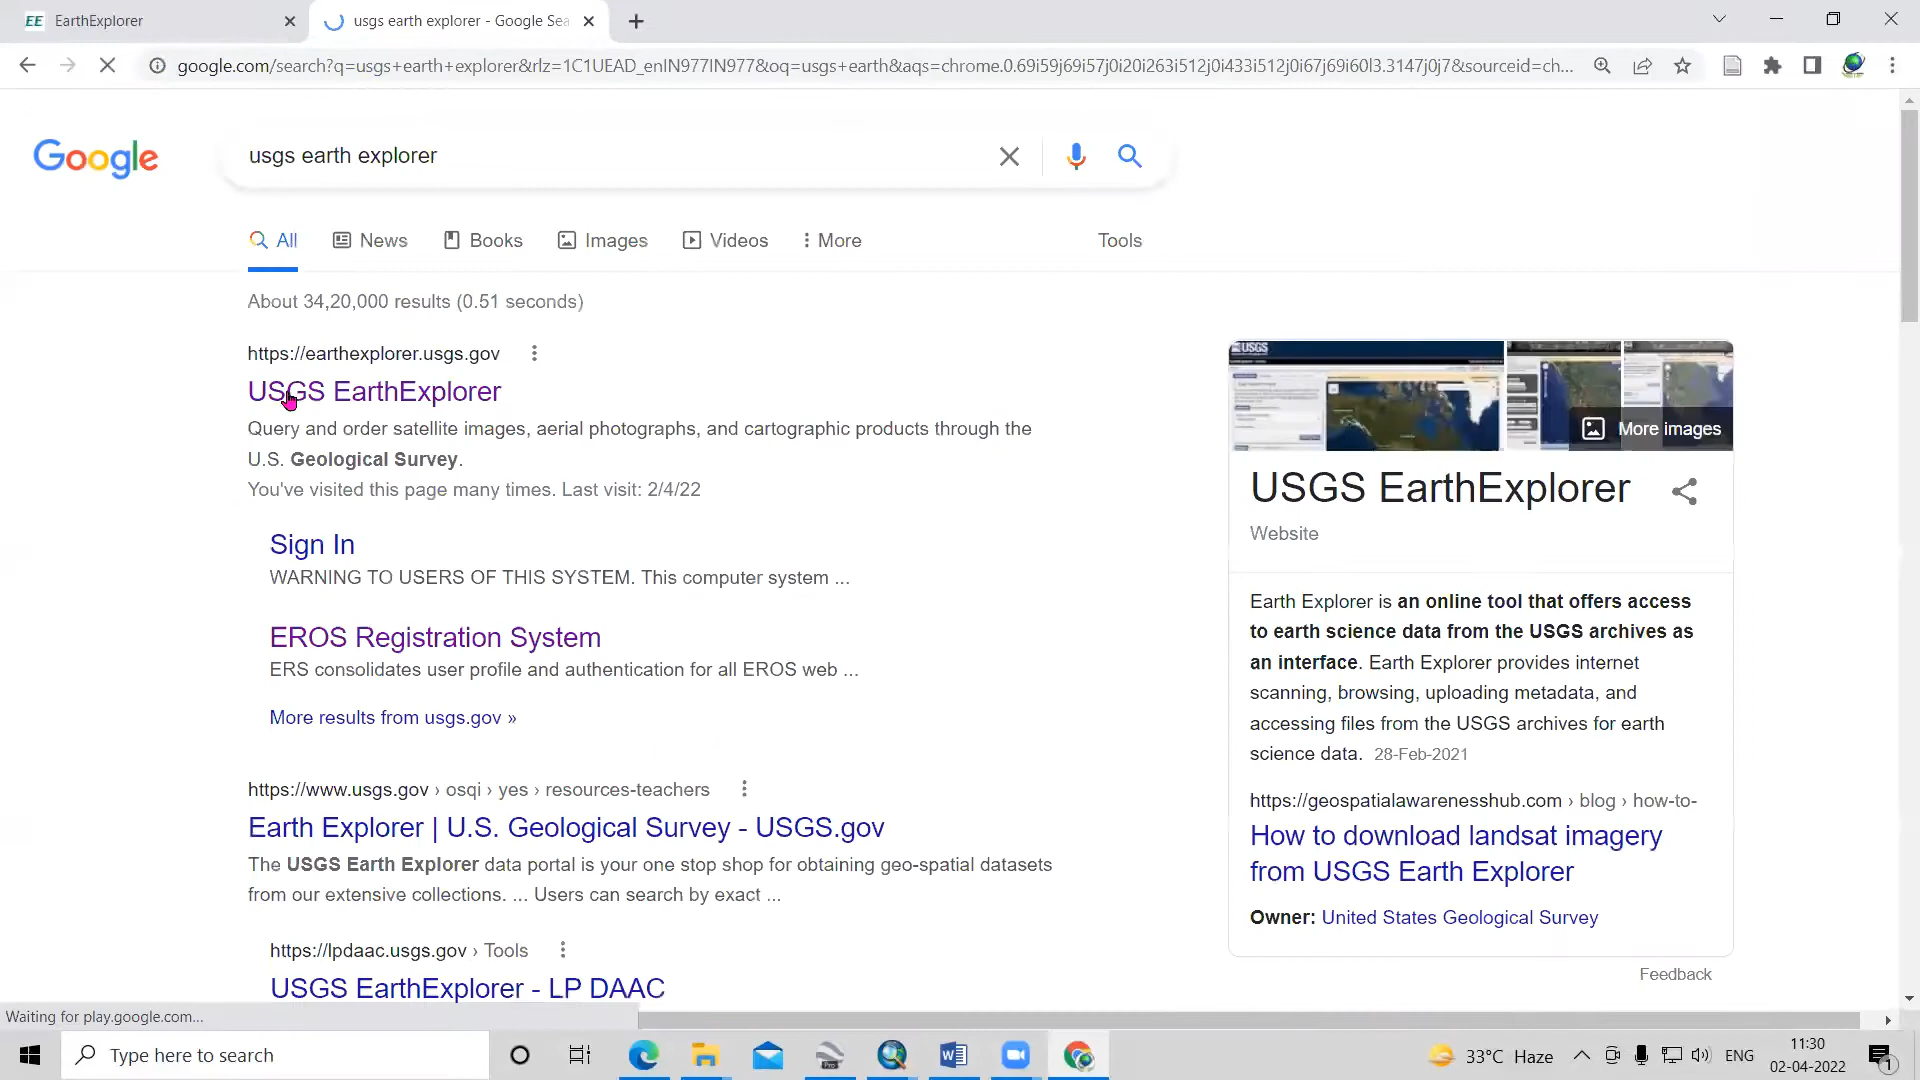 EE EarthExplorer
usgs earth explorer - Google Sea
google.com/search?q=usgs+earth+explorer&rlz=1C1UEAD_enIN977IN977&oq=usgs+earth&aqs=chrome.0.69i59j69i57j0i20i263i512j0i433i512j0i67j69i60l3.3147j0j7&sourceid=ch...
Google
usgs earth explorer
All News Books Images Videos More Tools
About 34,20,000 results (0.51 seconds)
https://earthexplorer.usgs.gov
USGS EarthExplorer
Query and order satellite images, aerial photographs, and cartographic products through the
U.S. Geological Survey.
You've visited this page many times. Last visit: 2/4/22
Sign In
WARNING TO USERS OF THIS SYSTEM. This computer system ...
EROS Registration System
ERS consolidates user profile and authentication for all EROS web ...
More results from usgs.gov »
https://www.usgs.gov › osqi › yes › resources-teachers
Earth Explorer | U.S. Geological Survey - USGS.gov
The USGS Earth Explorer data portal is your one stop shop for obtaining geo-spatial datasets
from our extensive collections. ... Users can search by exact ...
https://lpdaac.usgs.gov › Tools
USGS EarthExplorer - LP DAAC
USGS
More images
USGS EarthExplorer
Website
Earth Explorer is an online tool that offers access
to earth science data from the USGS archives as
an interface. Earth Explorer provides internet
scanning, browsing, uploading metadata, and
accessing files from the USGS archives for earth
science data. 28-Feb-2021
https://geospatialawarenesshub.com › blog › how-to-
How to download landsat imagery
from USGS Earth Explorer
Owner: United States Geological Survey
Feedback
Waiting for play.google.com...
Type here to search
Pro
33°C Haze
ENG
11:30
02-04-2022
1